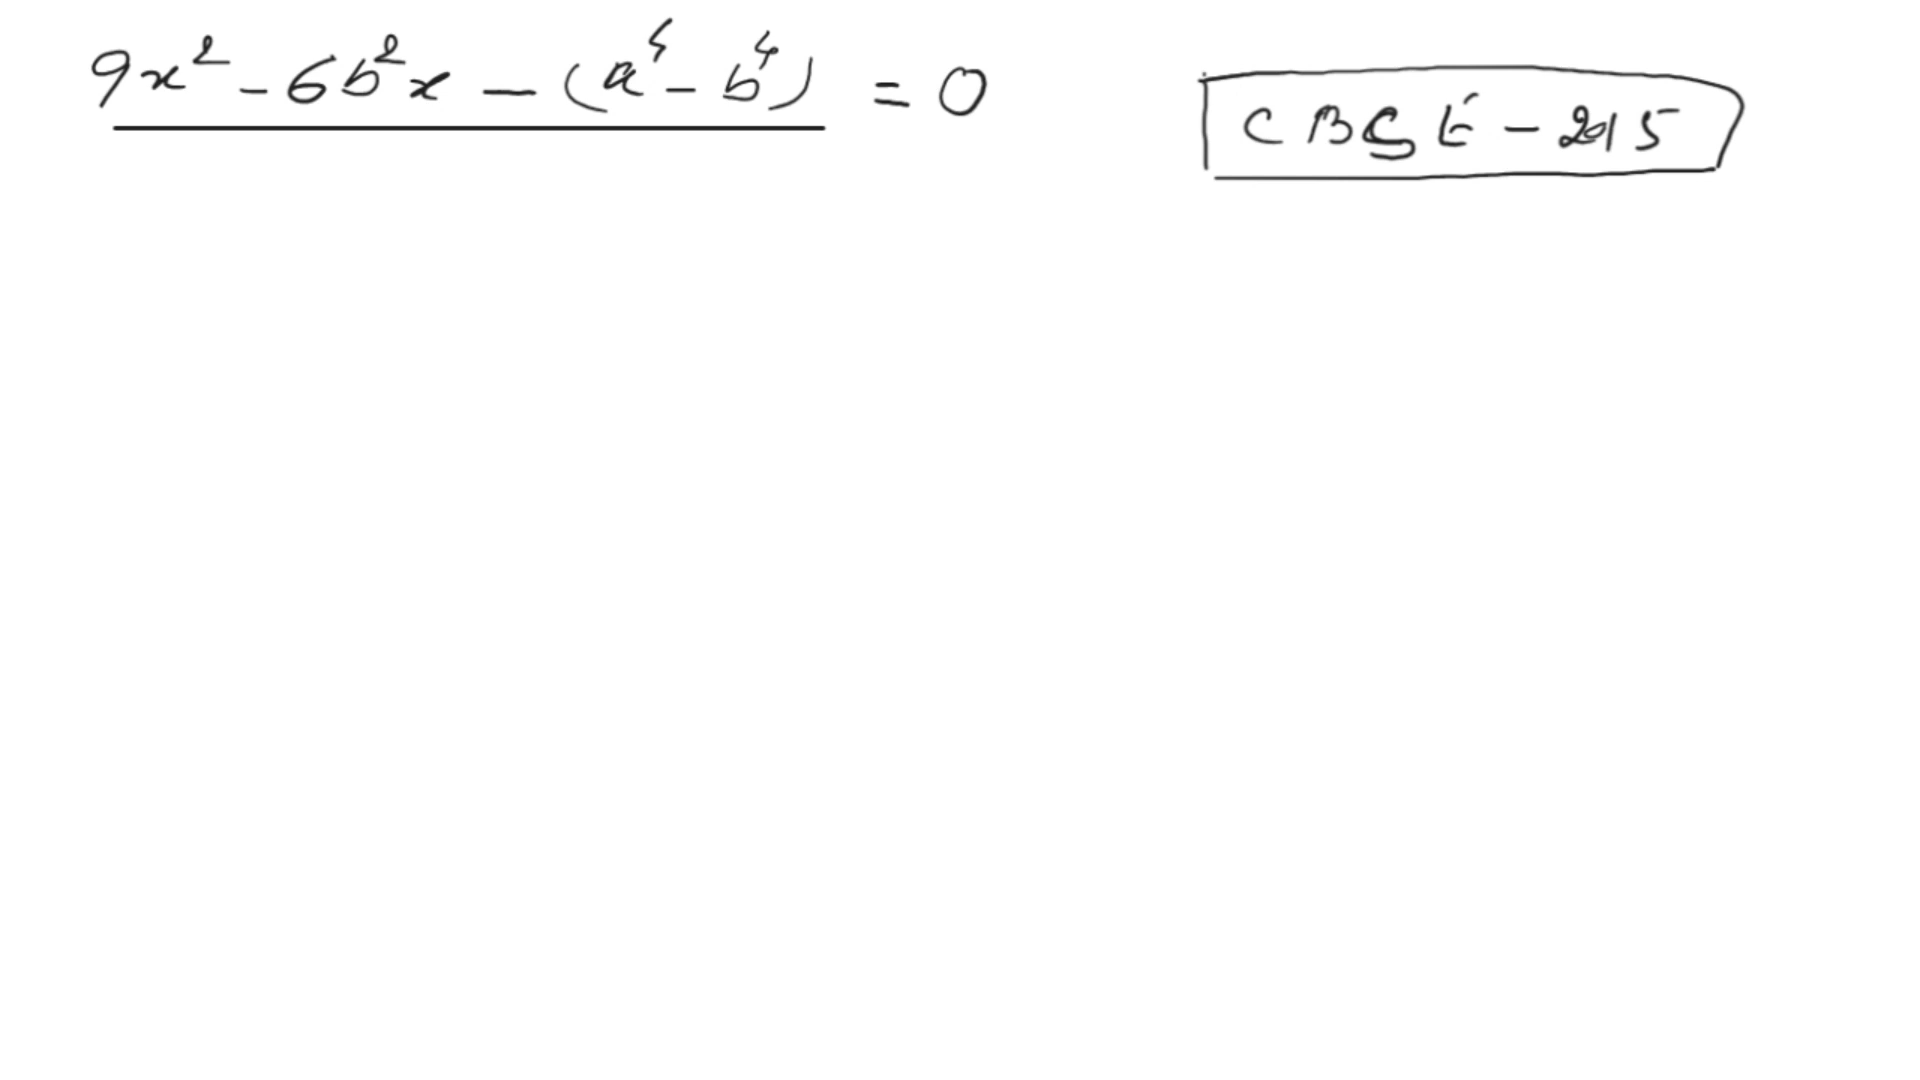 9x² - 6b²x - (a⁴ - b⁴) = 0
CBSE - 2015